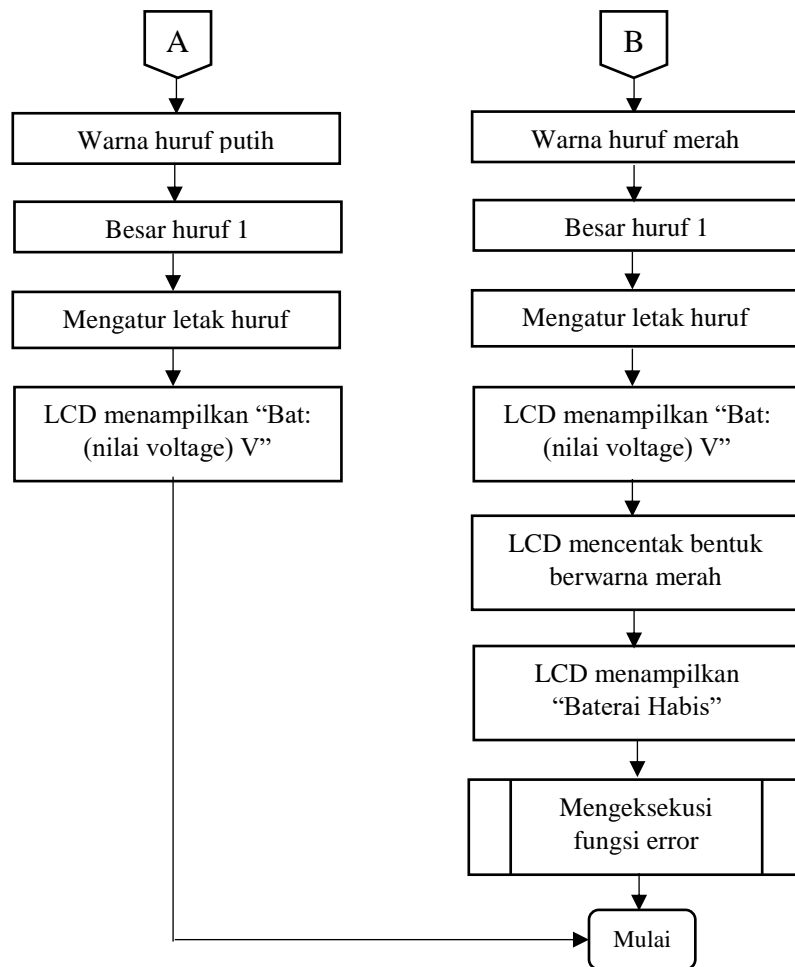 A
Warna huruf putih
Besar huruf 1
Mengatur letak huruf
LCD menampilkan “Bat:
(nilai voltage) V”
B
Warna huruf merah
Besar huruf 1
Mengatur letak huruf
LCD menampilkan “Bat:
(nilai voltage) V”
LCD mencentak bentuk
berwarna merah
LCD menampilkan
“Baterai Habis”
Mengeksekusi
fungsi error
Mulai